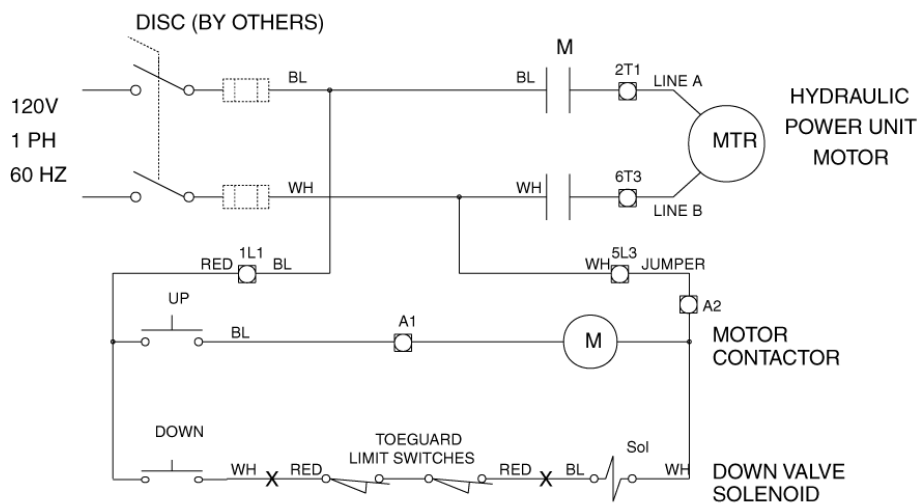 DISC (BY OTHERS)
120V
1 PH
60 HZ
BL
BL
M
2T1
LINE A
MTR
HYDRAULIC
POWER UNIT
MOTOR
WH
WH
6T3
LINE B
RED
1L1
BL
WH
5L3
JUMPER
A2
UP
BL
A1
M
MOTOR
CONTACTOR
DOWN
WH
X
RED
TOEGUARD
LIMIT SWITCHES
RED
X
BL
Sol
WH
DOWN VALVE
SOLENOID